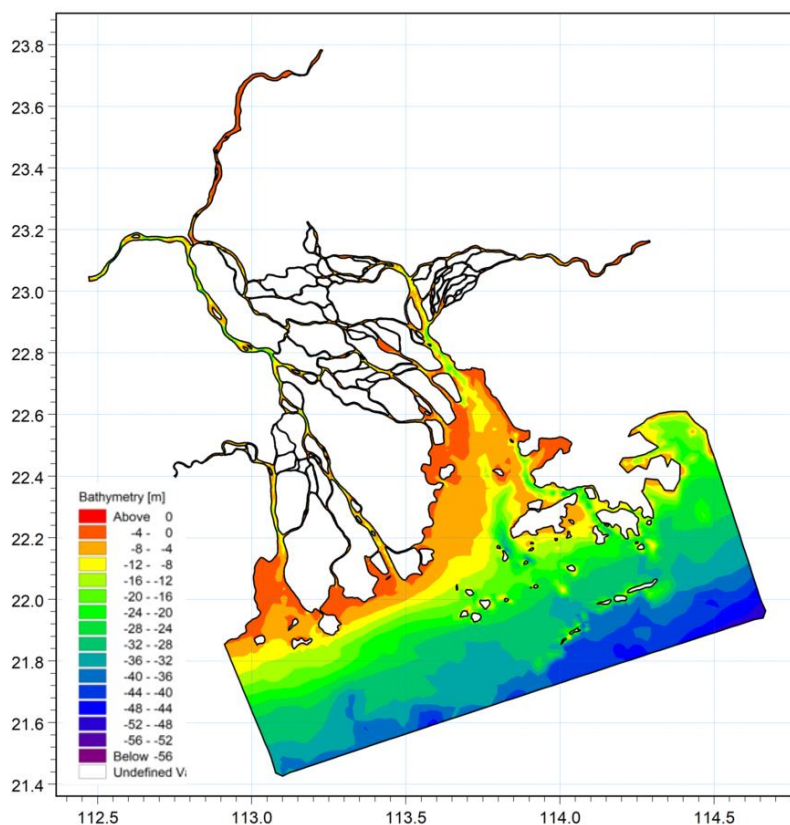 23.8
23.6
23.4
23.2
23.0
22.8
22.6
22.4
22.2
22.0
21.8
21.6
21.4
Bathymetry [m]
Above 0
-4 - 0
-8 - -4
-12 - -8
-16 - -12
-20 - -16
-24 - -20
-28 - -24
-32 - -28
-36 - -32
-40 - -36
-44 - -40
-48 - -44
-52 - -48
-56 - -52
Below -56
Undefined Va
112.5 113.0 113.5 114.0 114.5